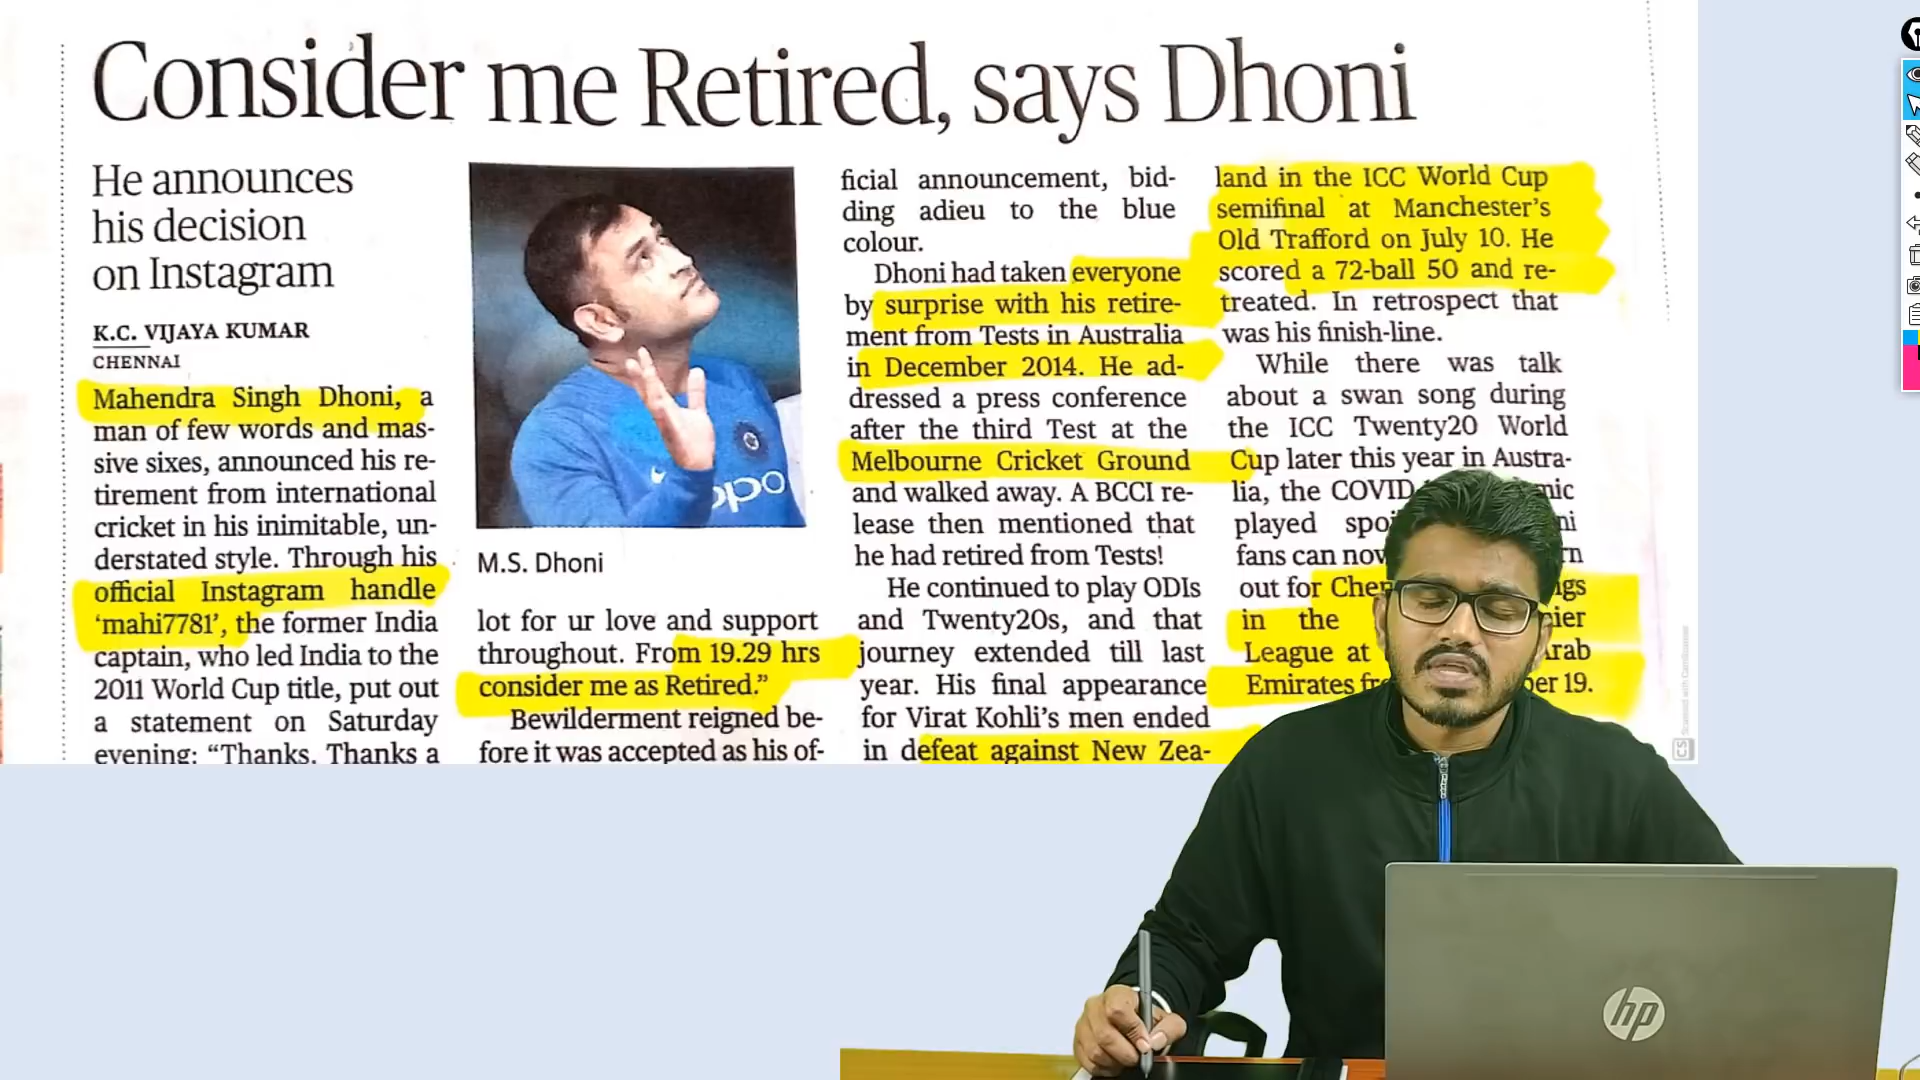 Consider me Retired, says Dhoni
He announces
his decision
on Instagram
K.C. VIJAYA KUMAR
CHENNAI
Mahendra Singh Dhoni, a
man of few words and mas-
sive sixes, announced his re-
tirement from international
cricket in his inimitable, un-
derstated style. Through his
official Instagram handle
‘mahi7781’, the former India
captain, who led India to the
2011 World Cup title, put out
a statement on Saturday
evening: “Thanks. Thanks a
oppo
M.S. Dhoni
lot for ur love and support
throughout. From 19.29 hrs
consider me as Retired.”
Bewilderment reigned be-
fore it was accepted as his of-
ficial announcement, bid-
ding adieu to the blue
colour.
Dhoni had taken everyone
by surprise with his retire-
ment from Tests in Australia
in December 2014. He ad-
dressed a press conference
after the third Test at the
Melbourne Cricket Ground
and walked away. A BCCI re-
lease then mentioned that
he had retired from Tests!
He continued to play ODIs
and Twenty20s, and that
journey extended till last
year. His final appearance
for Virat Kohli’s men ended
in defeat against New Zea-
land in the ICC World Cup
semifinal at Manchester’s
Old Trafford on July 10. He
scored a 72-ball 50 and re-
treated. In retrospect that
was his finish-line.
While there was talk
about a swan song during
the ICC Twenty20 World
Cup later this year in Austra-
lia, the COVID
played
fans can
out for
in the
League at
Emirates
19.
CS Scanned with CamScanner
hp